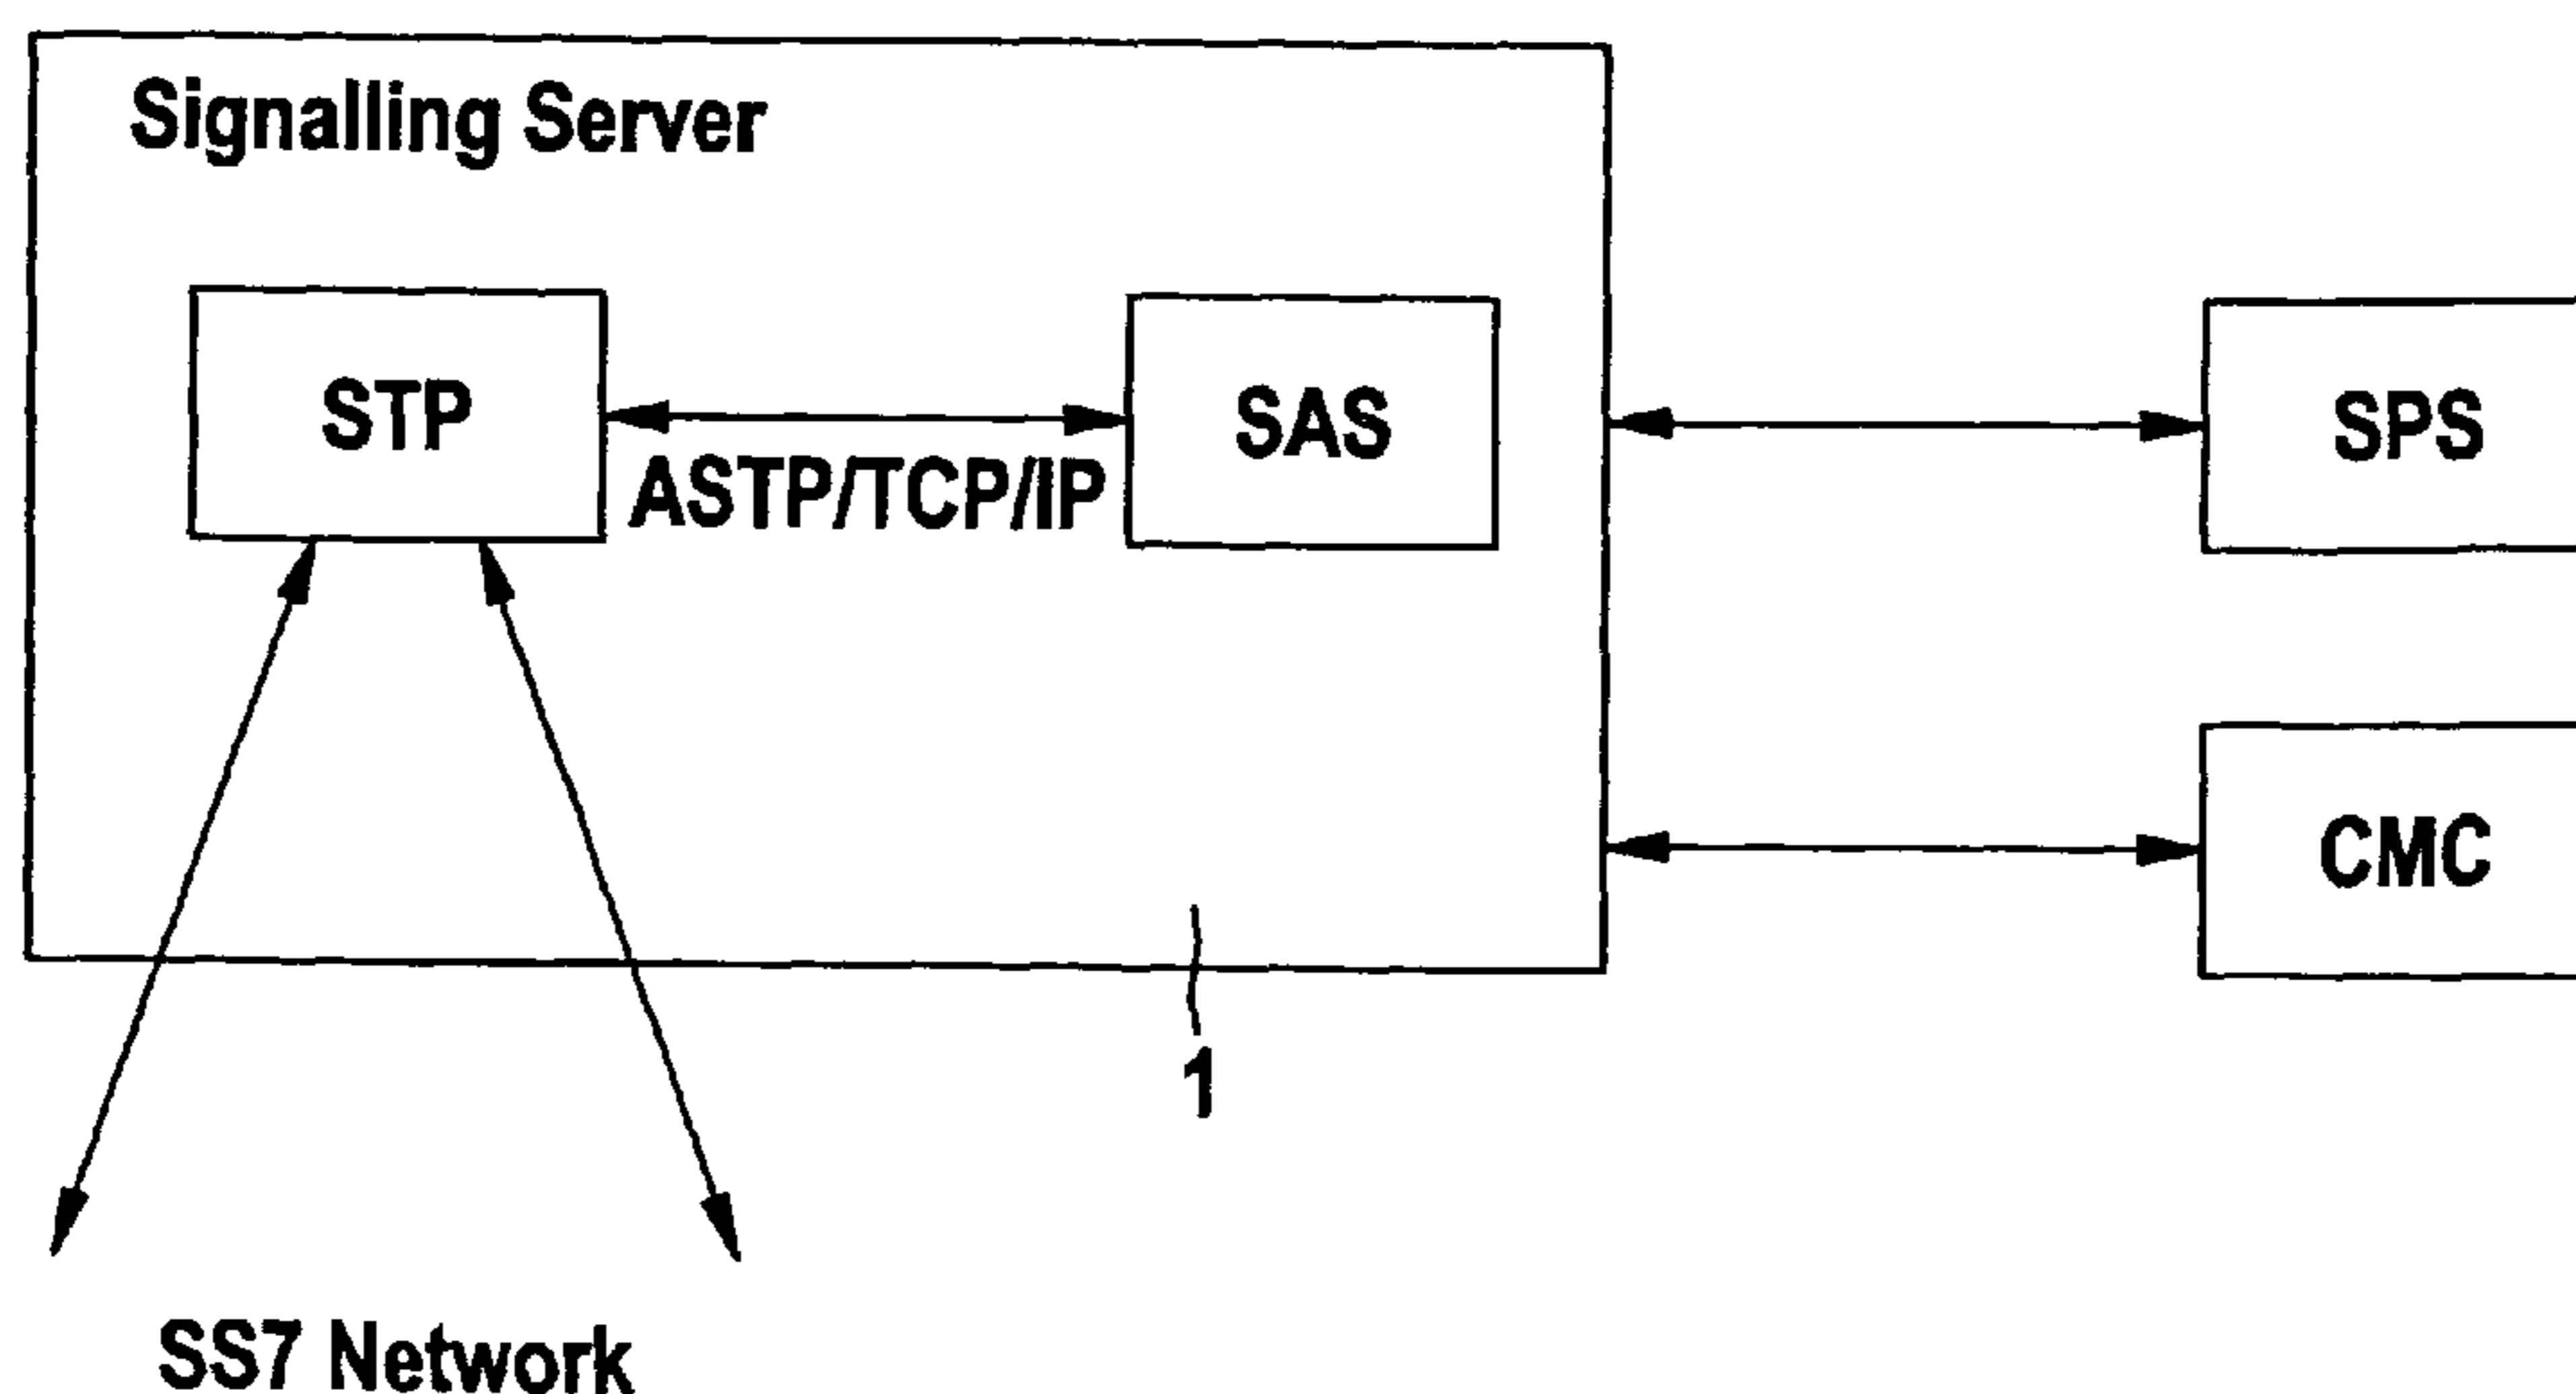 Signalling Server
STP
SAS
ASTP/TCP/IP
SPS
CMC
1
SS7 Network